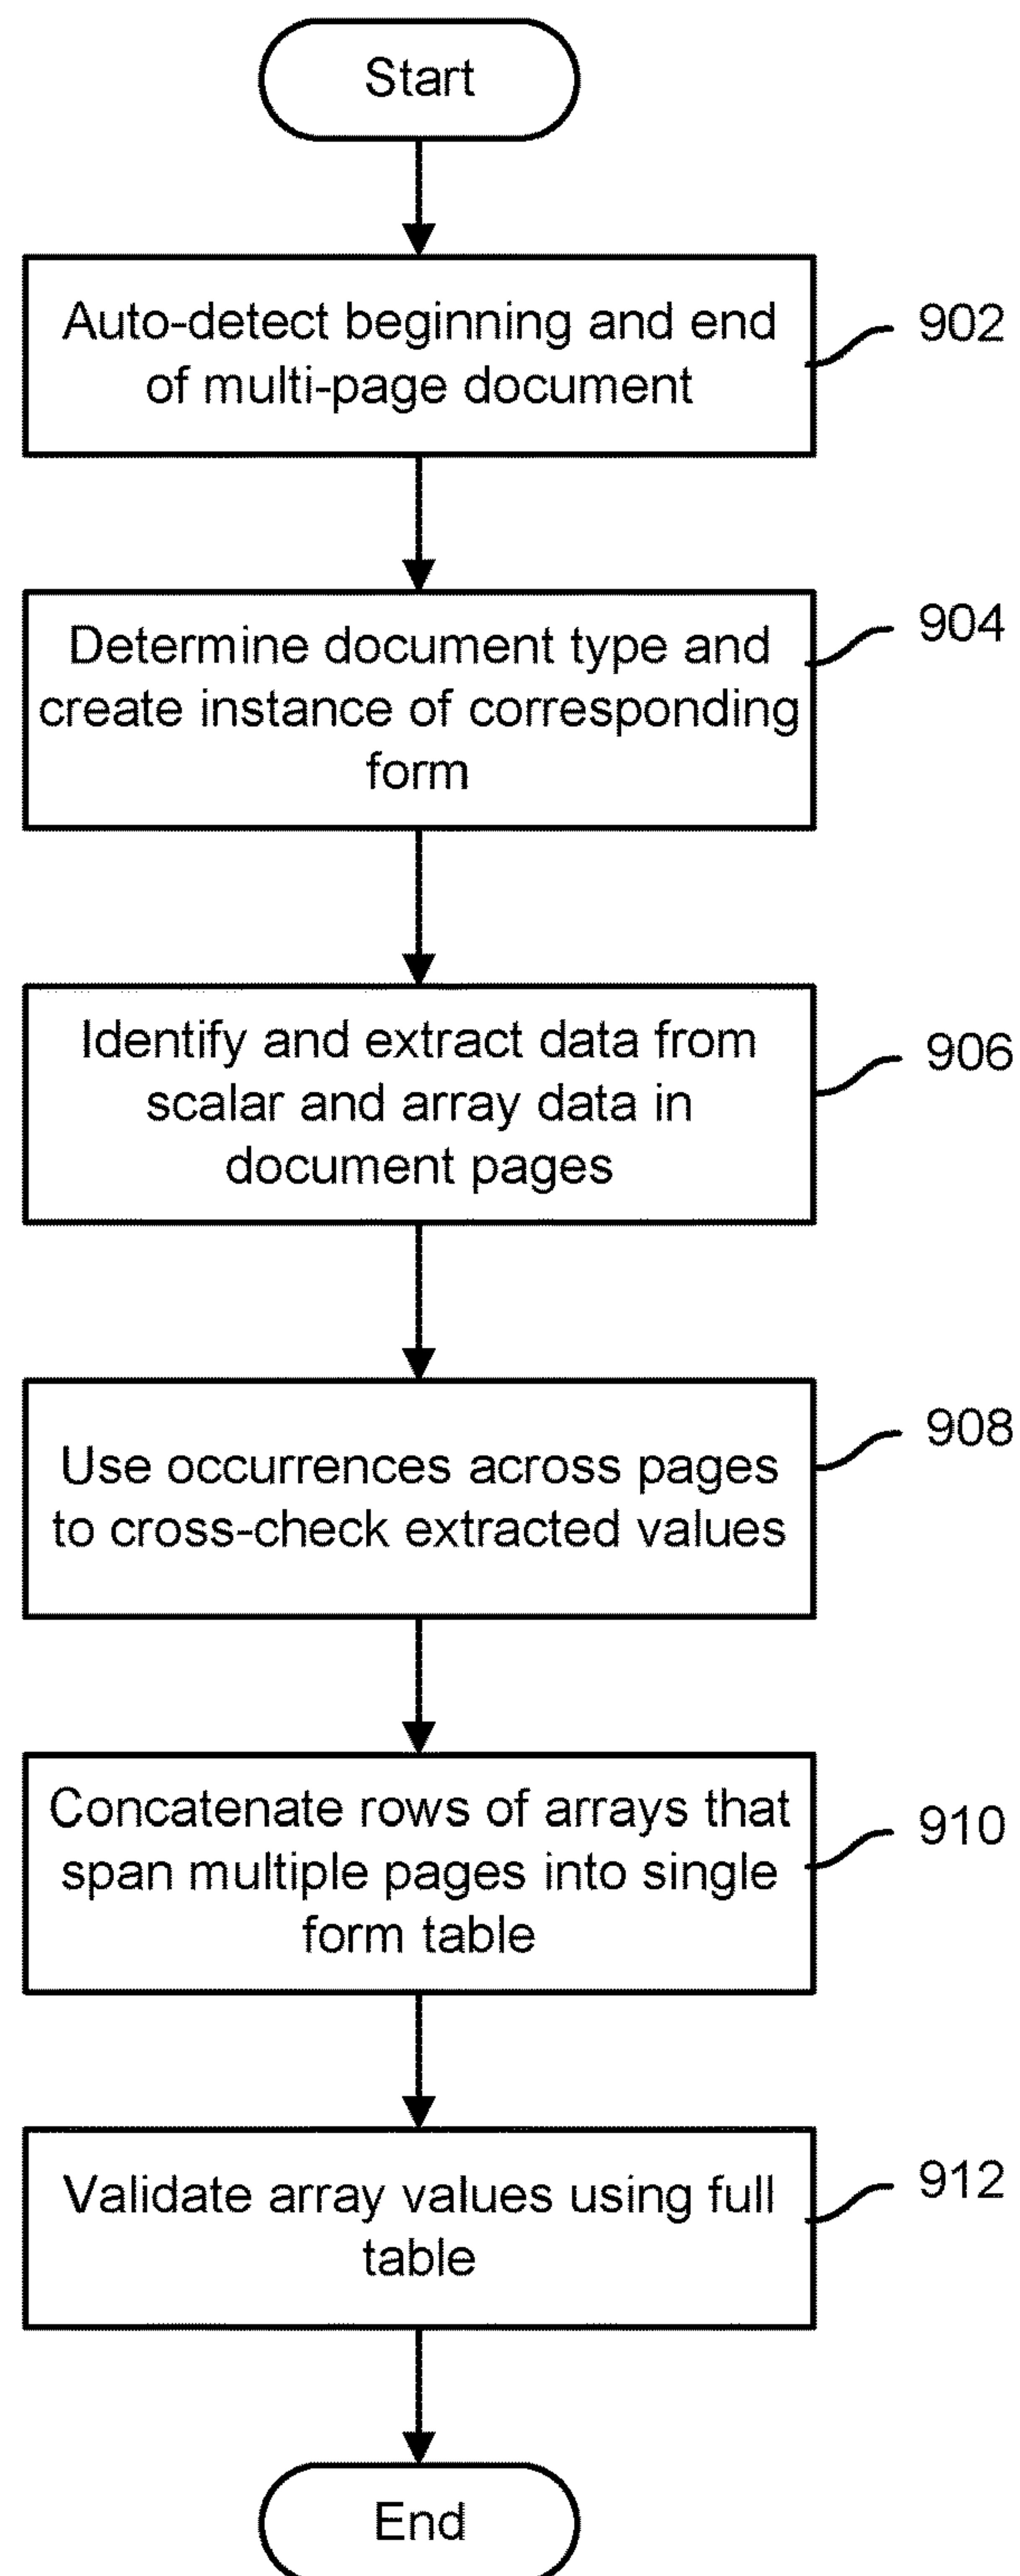 Start
Auto-detect beginning and end
of multi-page document
902
Determine document type and
create instance of corresponding
form
904
Identify and extract data from
scalar and array data in
document pages
906
Use occurrences across pages
to cross-check extracted values
908
Concatenate rows of arrays that
span multiple pages into single
form table
910
Validate array values using full
table
912
End